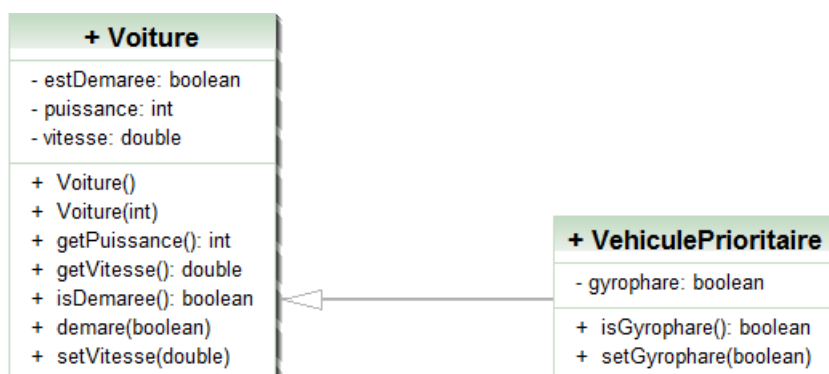 + Voiture
- estDemaree: boolean
- puissance: int
- vitesse: double
+ Voiture()
+ Voiture(int)
+ getPuissance(): int
+ getVitesse(): double
+ isDemaree(): boolean
+ demare(boolean)
+ setVitesse(double)
+ VehiculePrioritaire
- gyrophare: boolean
+ isGyrophare(): boolean
+ setGyrophare(boolean)